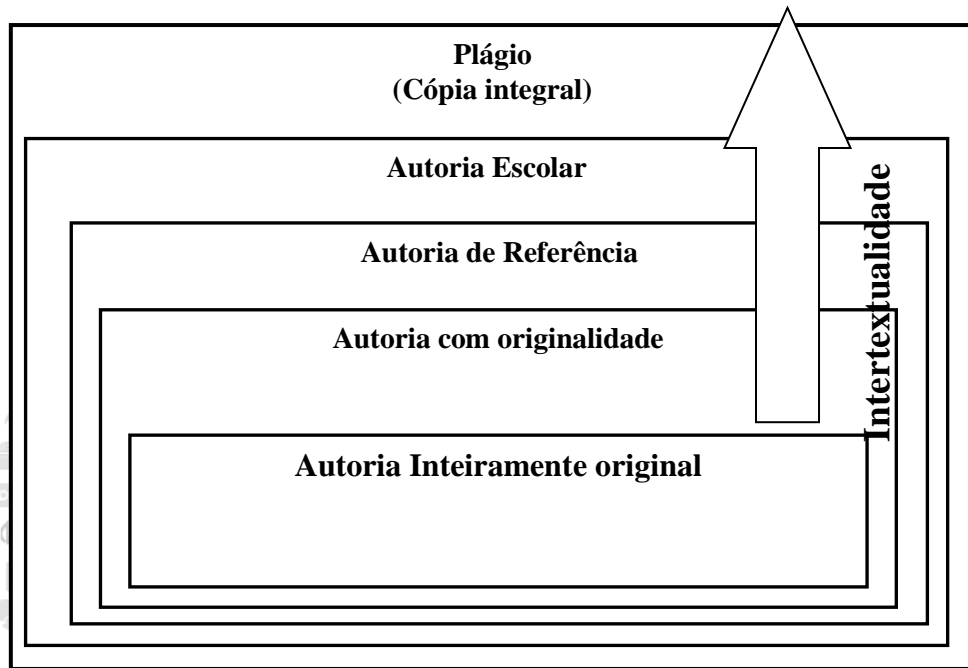 Plágio
(Cópia integral)
Autoria Escolar
Autoria de Referência
Autoria com originalidade
Autoria Inteiramente original
Intertextualidade